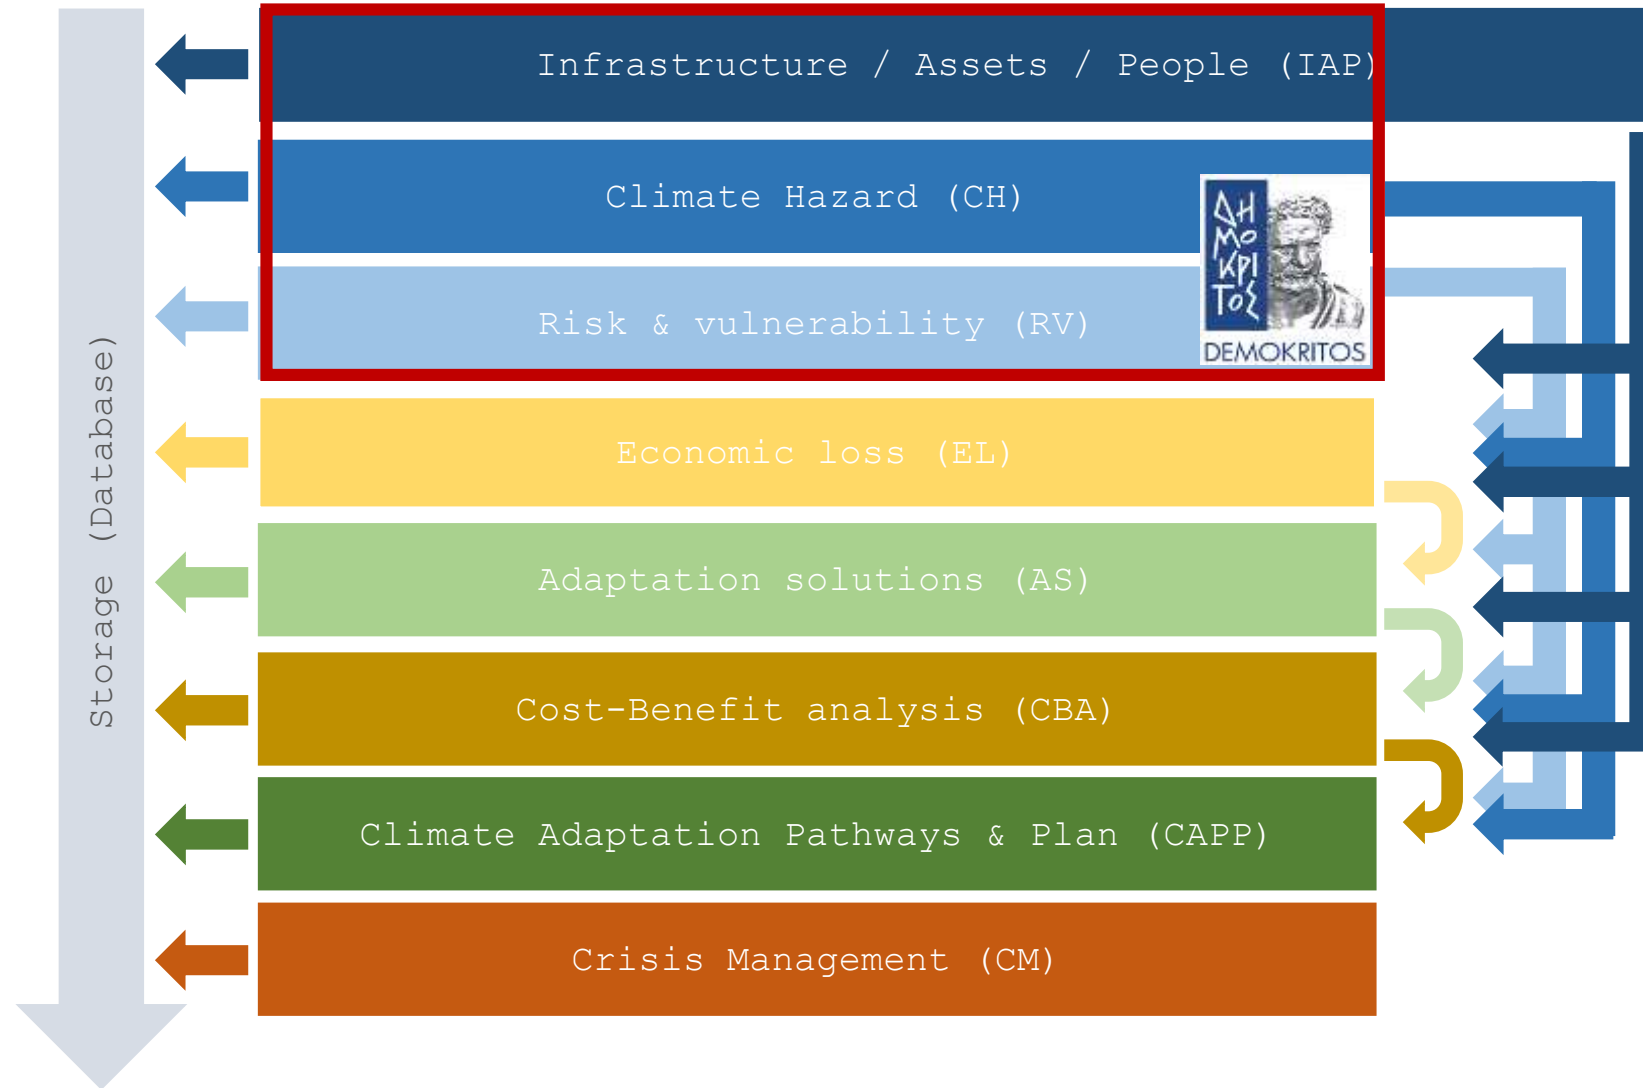 Infrastructure / Assets / People (IAP)
Climate Hazard (CH)
ΔΗ
ΜΟ
ΚΡΙ
ΤΟΣ
DEMOKRITOS
Risk & vulnerability (RV)
Storage (Database)
Economic loss (EL)
Adaptation solutions (AS)
Cost-Benefit analysis (CBA)
Climate Adaptation Pathways & Plan (CAPP)
Crisis Management (CM)